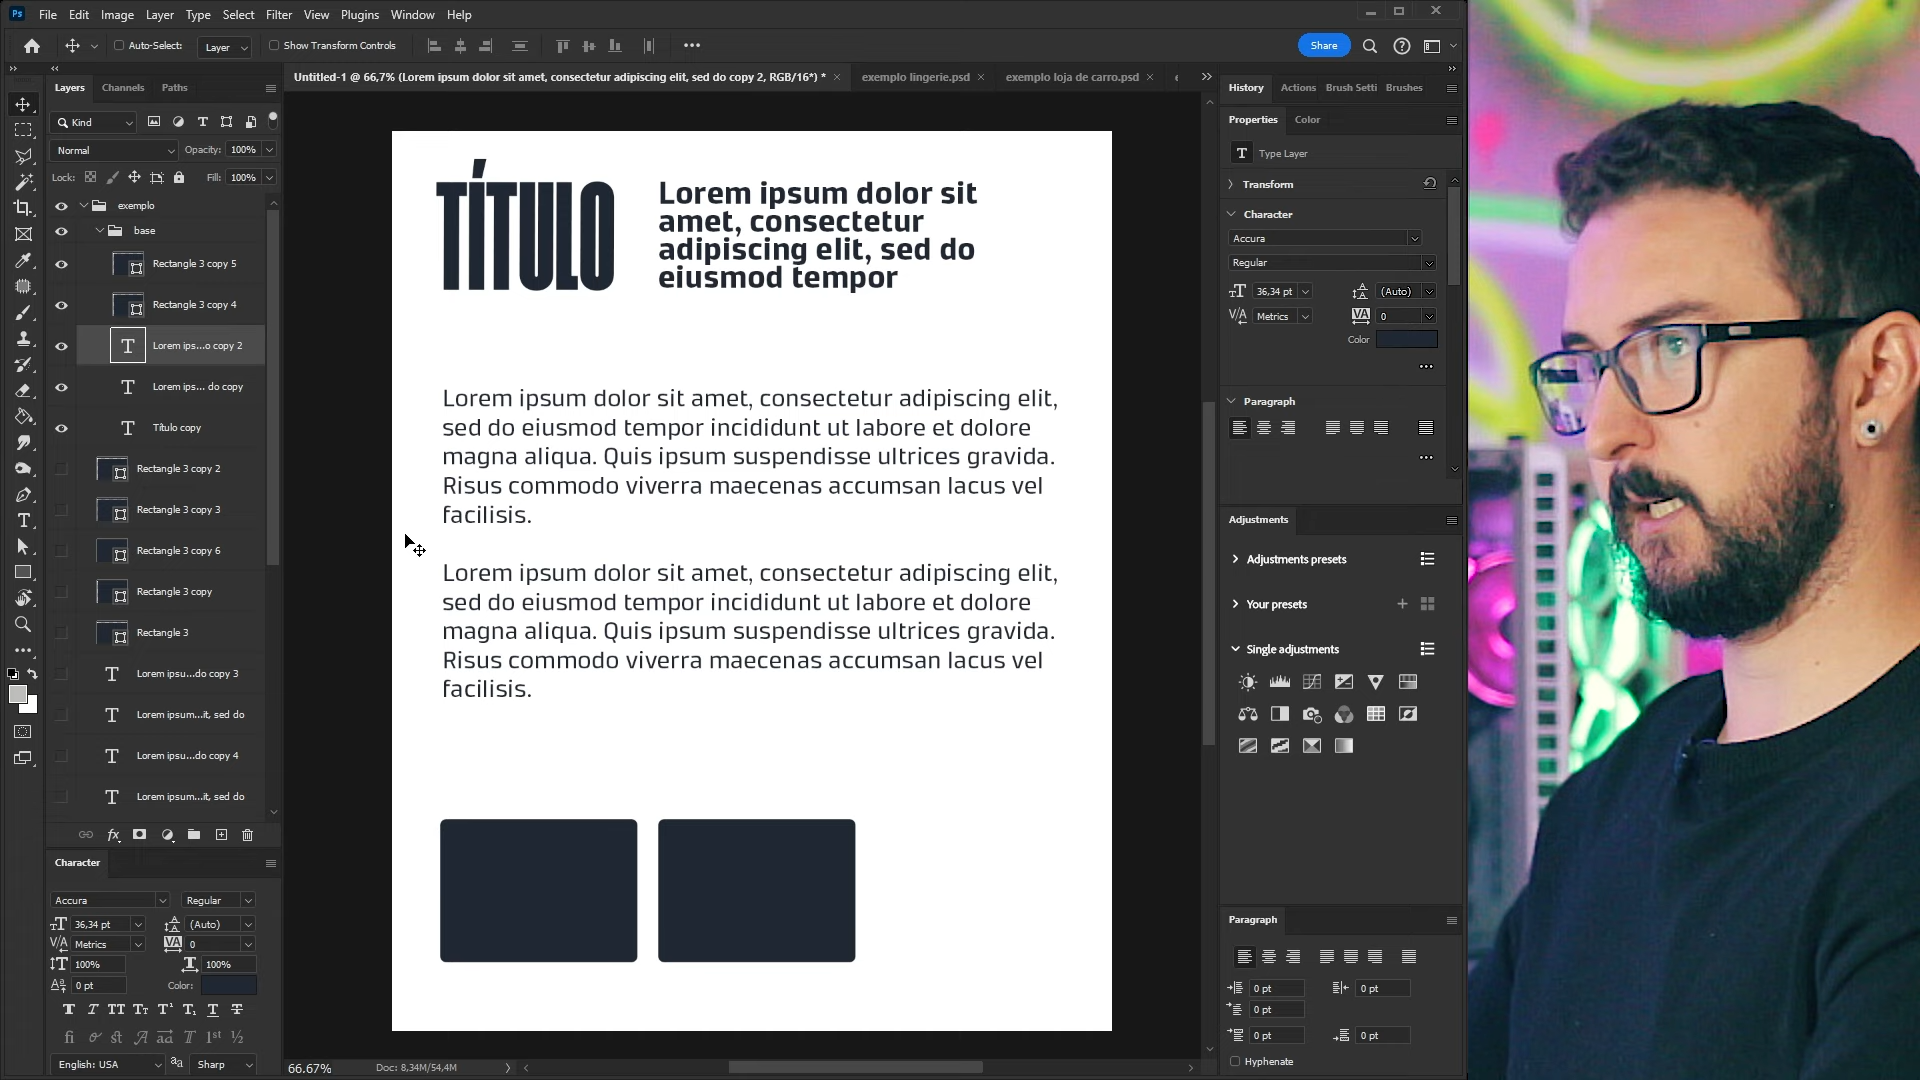 Ps File Edit Image Layer Type Select Filter View Plugins Window Help
Auto-Select: Layer Show Transform Controls Share
Untitled-1 @ 66,7% (Lorem ipsum dolor sit amet, consectetur adipiscing elit, sed do copy 2, RGB/16*) * exemplo lingerie.psd exemplo loja de carro.psd
Layers Channels Paths
Kind
Normal Opacity: 100%
Lock: Fill: 100%
exemplo
base
Rectangle 3 copy 5
Rectangle 3 copy 4
Lorem ips...o copy 2
Lorem ips... do copy
Título copy
Rectangle 3 copy 2
Rectangle 3 copy 3
Rectangle 3 copy 6
Rectangle 3 copy
Rectangle 3
Lorem ipsu...do copy 3
Lorem ipsum...it, sed do
Lorem ipsu...do copy 4
Lorem ipsum...it, sed do
Character
Accura Regular
36,34 pt (Auto)
Metrics 0
100% 100%
0 pt Color:
English: USA Sharp
TÍTULO
Lorem ipsum dolor sit
amet, consectetur
adipiscing elit, sed do
eiusmod tempor
Lorem ipsum dolor sit amet, consectetur adipiscing elit,
sed do eiusmod tempor incididunt ut labore et dolore
magna aliqua. Quis ipsum suspendisse ultrices gravida.
Risus commodo viverra maecenas accumsan lacus vel
facilisis.
Lorem ipsum dolor sit amet, consectetur adipiscing elit,
sed do eiusmod tempor incididunt ut labore et dolore
magna aliqua. Quis ipsum suspendisse ultrices gravida.
Risus commodo viverra maecenas accumsan lacus vel
facilisis.
66.67% Doc: 8,34M/54,4M
History Actions Brush Setti Brushes
Properties Color
Type Layer
Transform
Character
Accura
Regular
36,34 pt (Auto)
Metrics 0
Color
Paragraph
Adjustments
Adjustments presets
Your presets
Single adjustments
Paragraph
0 pt 0 pt
0 pt
0 pt 0 pt
Hyphenate